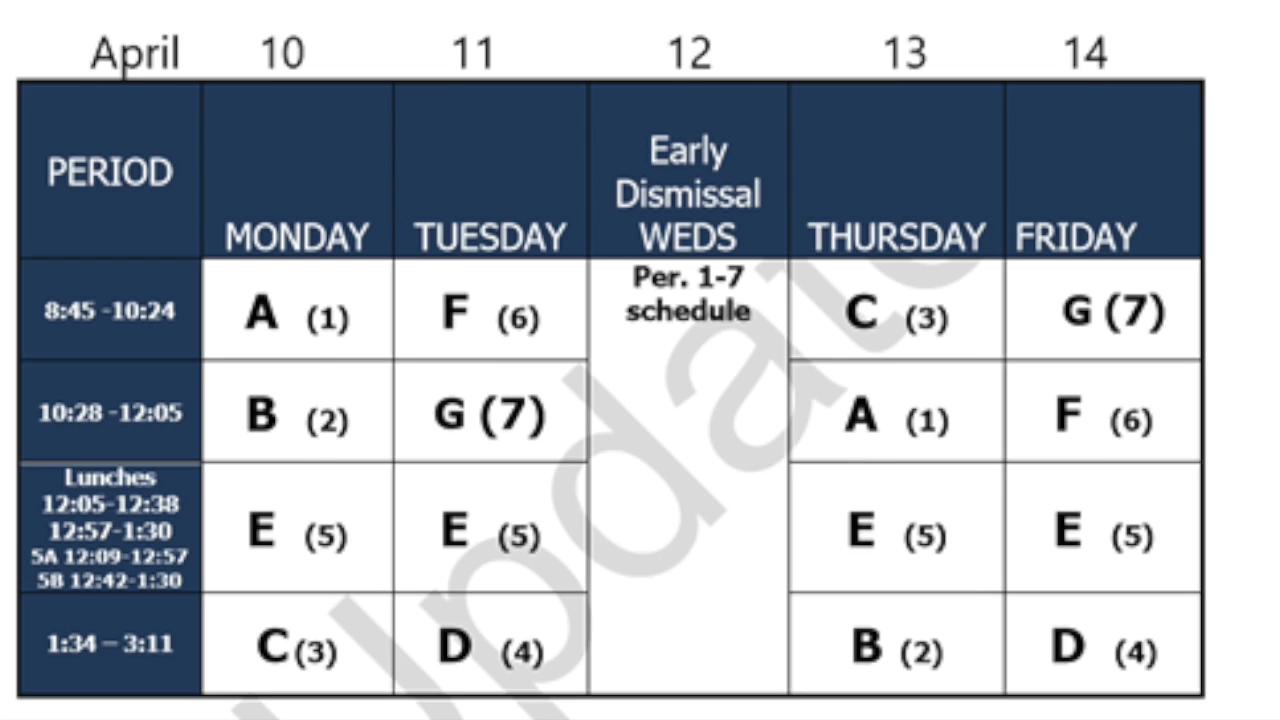 April 10 11 12 13 14
PERIOD MONDAY TUESDAY Early Dismissal WEDS THURSDAY FRIDAY
8:45 -10:24 A (1) F (6) Per. 1-7 schedule C (3) G (7)
10:28 -12:05 B (2) G (7) A (1) F (6)
Lunches
12:05-12:38
12:57-1:30
5A 12:09-12:57
5B 12:42-1:30
E (5) E (5) E (5) E (5)
1:34 – 3:11 C (3) D (4) B (2) D (4)
Update